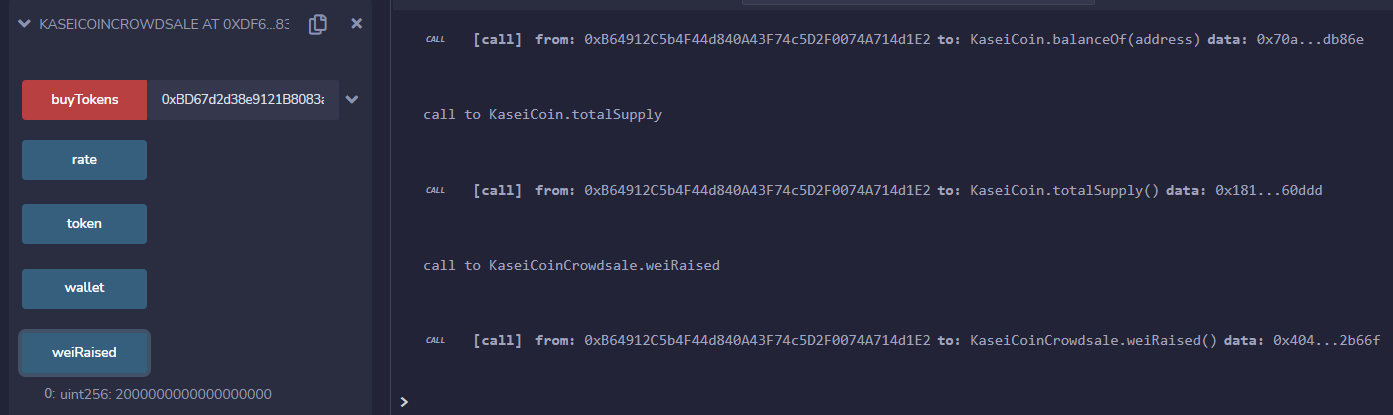 KASEICOINCROWDSALE AT 0XDF6...83
buyTokens 0xBD67d2d38e9121B8083a
rate
token
wallet
weiRaised
0: uint256: 2000000000000000000
CALL [call] from: 0xB64912C5b4F44d840A43F74c5D2F0074A714d1E2 to: KaseiCoin.balanceOf(address) data: 0x70a...db86e
call to KaseiCoin.totalSupply
CALL [call] from: 0xB64912C5b4F44d840A43F74c5D2F0074A714d1E2 to: KaseiCoin.totalSupply() data: 0x181...60ddd
call to KaseiCoinCrowdsale.weiRaised
CALL [call] from: 0xB64912C5b4F44d840A43F74c5D2F0074A714d1E2 to: KaseiCoinCrowdsale.weiRaised() data: 0x404...2b66f
>